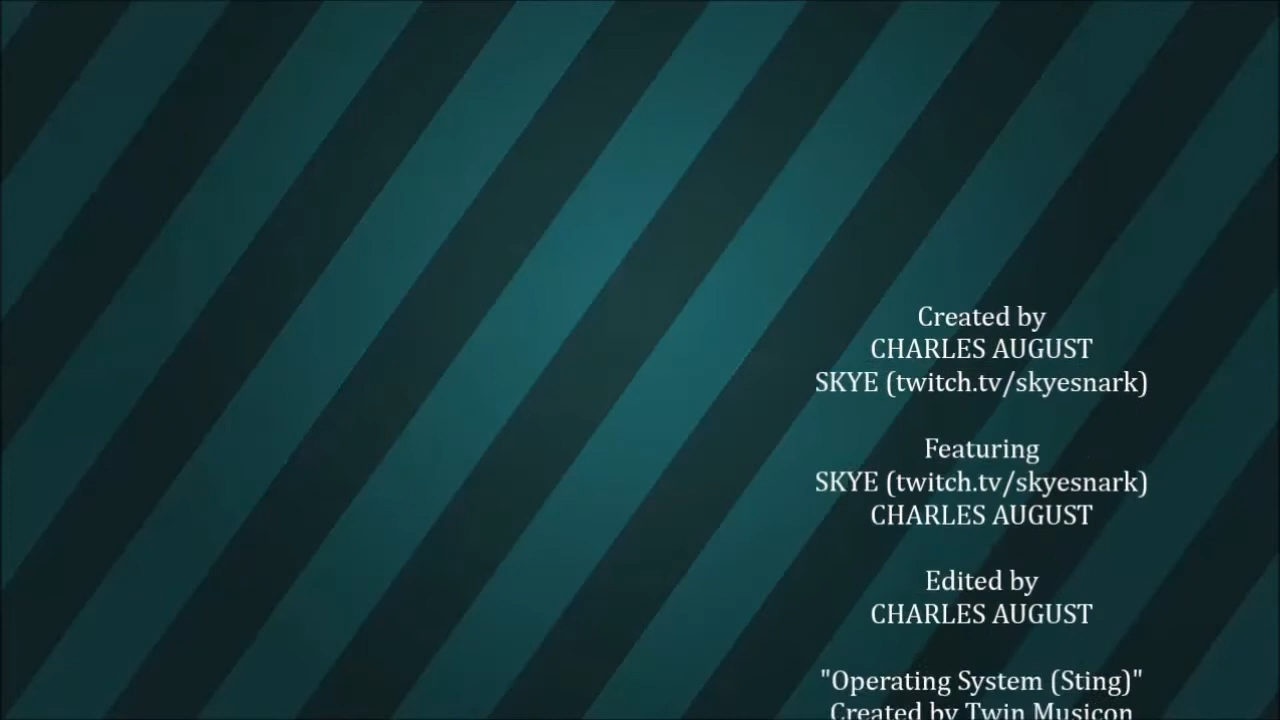 Created by
CHARLES AUGUST
SKYE (twitch.tv/skyesnark)
Featuring
SKYE (twitch.tv/skyesnark)
CHARLES AUGUST
Edited by
CHARLES AUGUST
"Operating System (Sting)"
Created by Twin Musicon